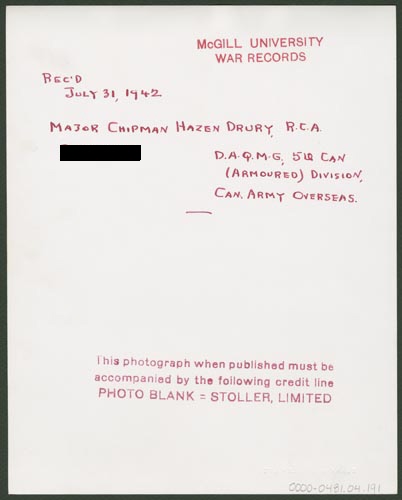 McGILL UNIVERSITY
WAR RECORDS
REC'D
JULY 31, 1942
MAJOR CHIPMAN HAZEN DRURY, R.C.A.
D.A.Q.M.G, 5th CAN
(ARMOURED) DIVISION,
CAN. ARMY OVERSEAS.
This photograph when published must be
accompanied by the following credit line
PHOTO BLANK = STOLLER, LIMITED
0000-0481.04.191